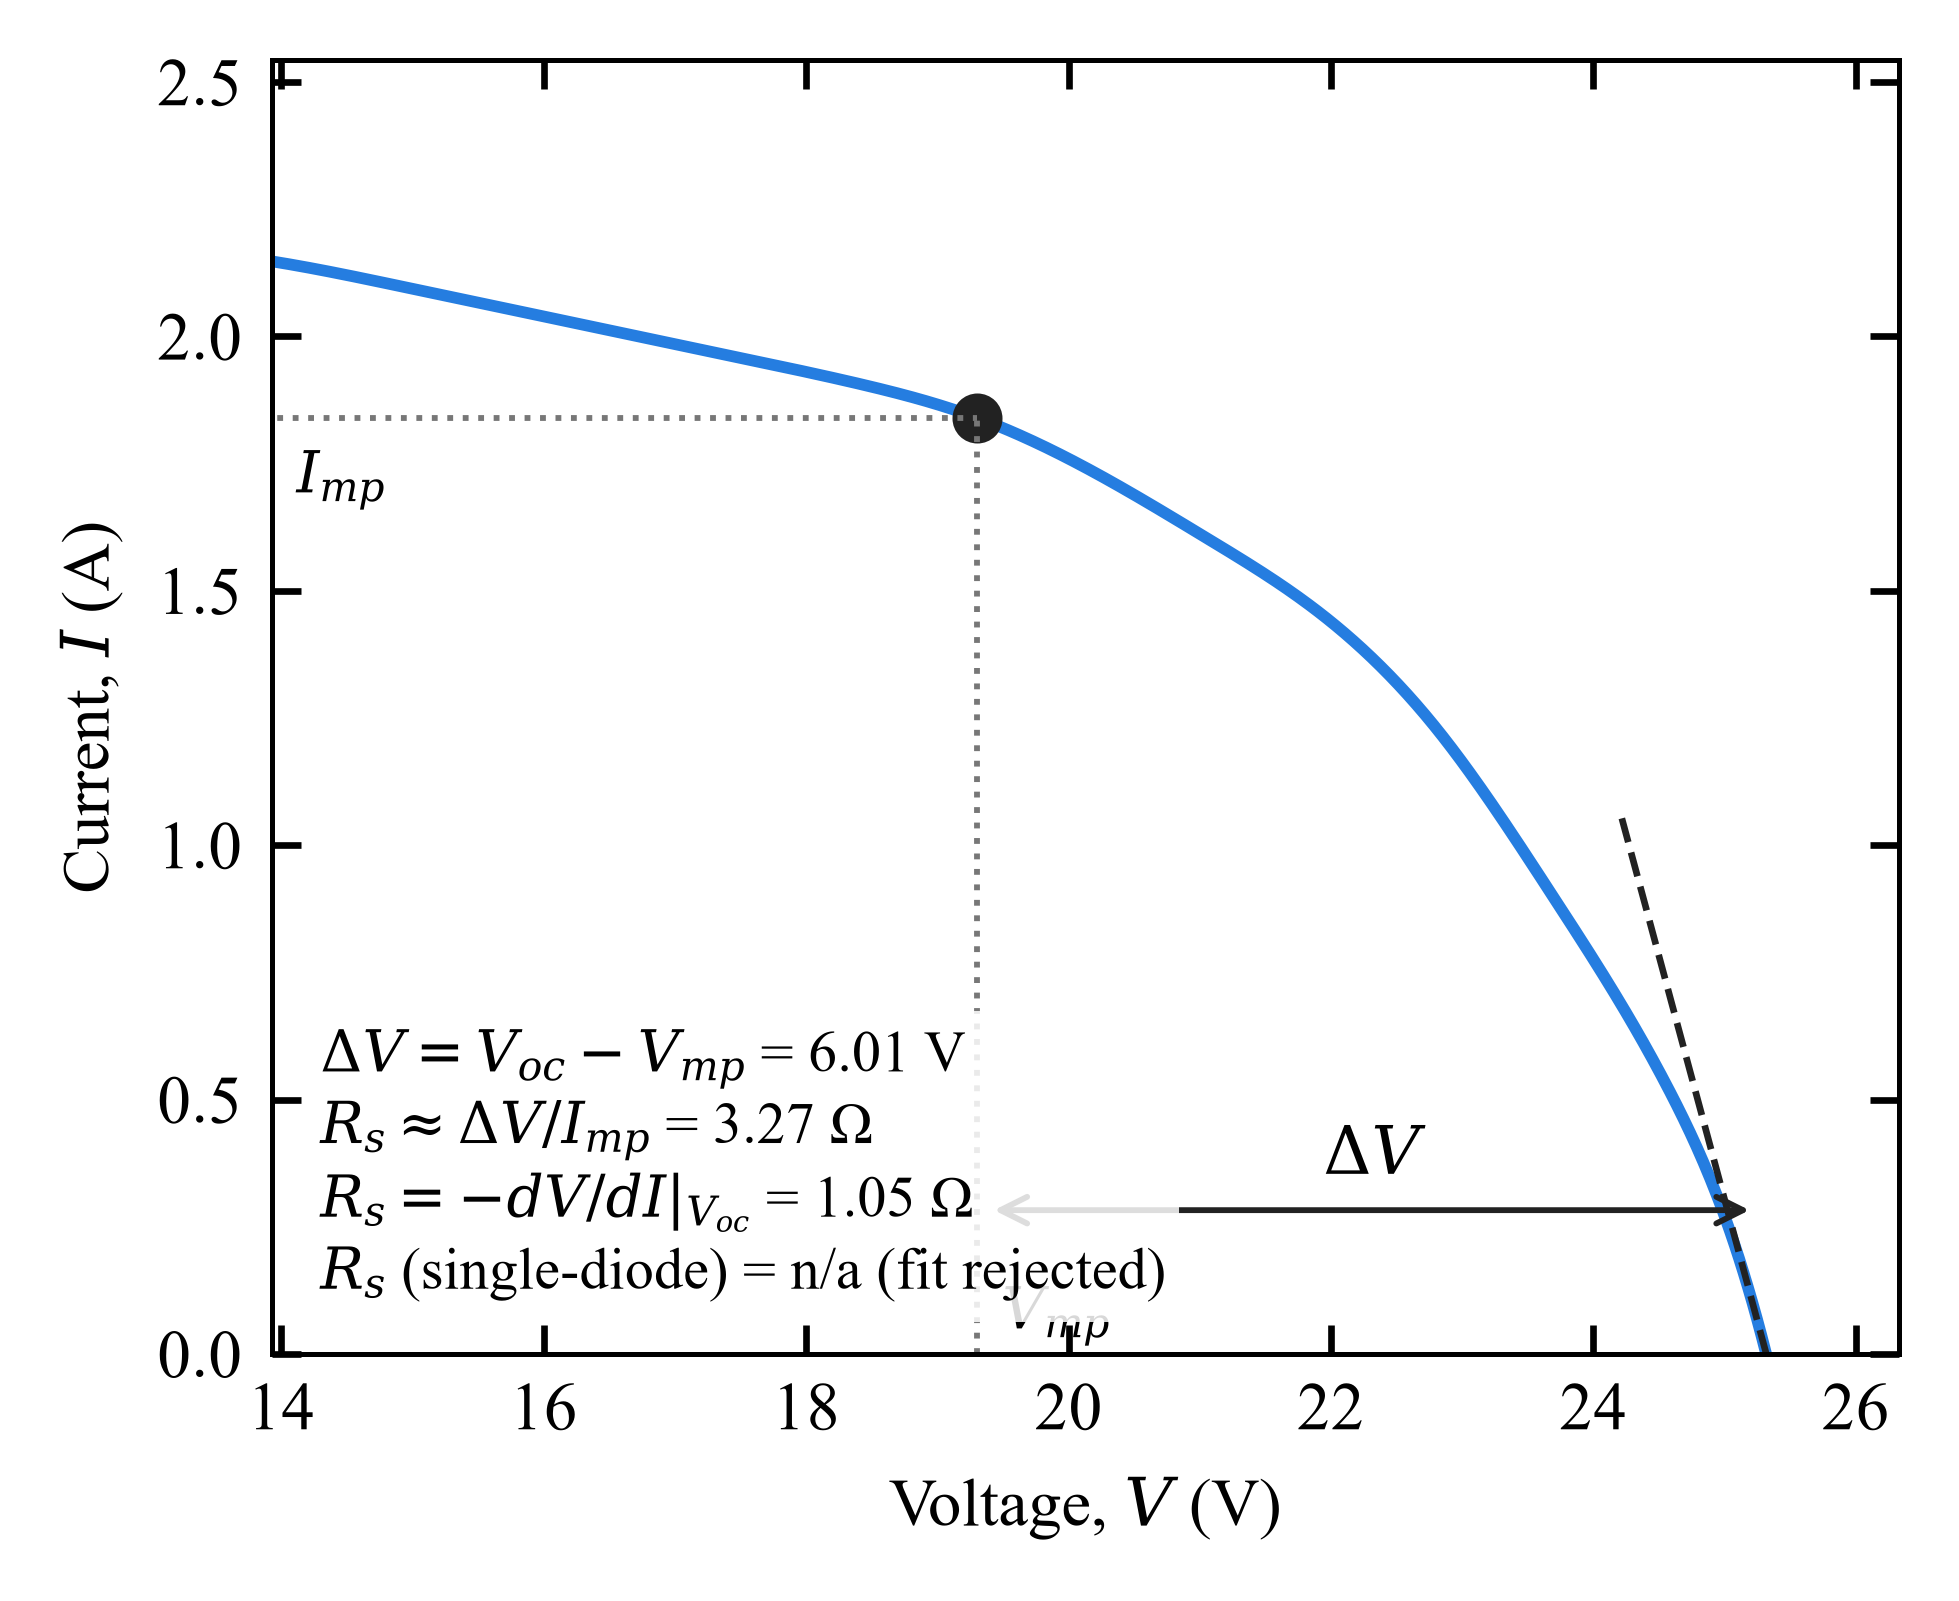 2.5
2.0
1.5
1.0
0.5
0.0
Current, I (A)
I_mp
ΔV = V_oc − V_mp = 6.01 V
R_s ≈ ΔV/I_mp = 3.27 Ω
R_s = −dV/dI|_V_oc = 1.05 Ω
R_s (single-diode) = n/a (fit rejected)
ΔV
V_mp
14 16 18 20 22 24 26
Voltage, V (V)